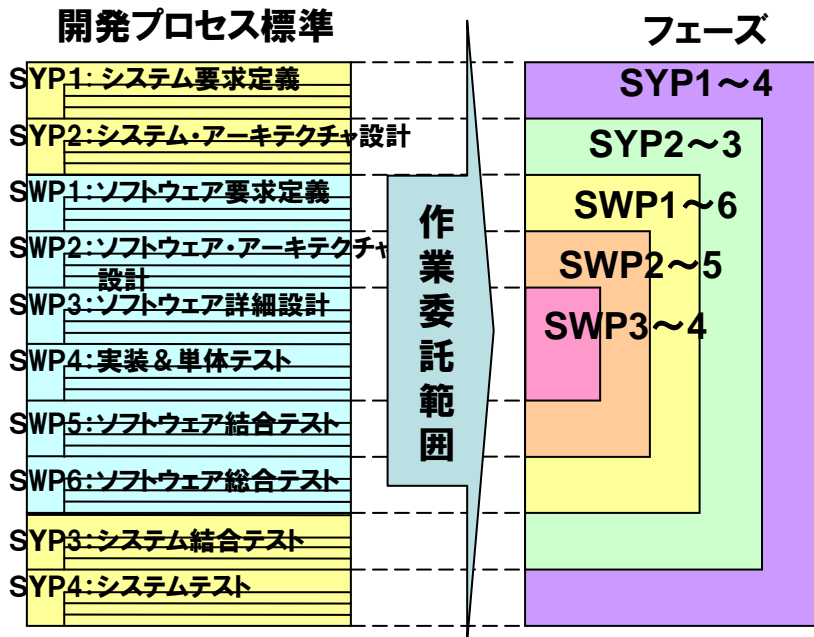 開発プロセス標準
フェーズ
SYP1:システム要求定義
SYP2:システム・アーキテクチャ設計
SWP1:ソフトウェア要求定義
SWP2:ソフトウェア・アーキテクチャ
設計
SWP3:ソフトウェア詳細設計
SWP4:実装&単体テスト
SWP5:ソフトウェア結合テスト
SWP6:ソフトウェア総合テスト
SYP3:システム結合テスト
SYP4:システムテスト
作業委託範囲
SYP1～4
SYP2～3
SWP1～6
SWP2～5
SWP3～4